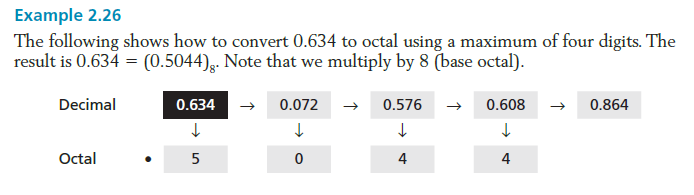 Example 2.26
The following shows how to convert 0.634 to octal using a maximum of four digits. The
result is 0.634 = (0.5044)₈. Note that we multiply by 8 (base octal).
Decimal 0.634 → 0.072 → 0.576 → 0.608 → 0.864
↓ ↓ ↓ ↓
Octal • 5 0 4 4